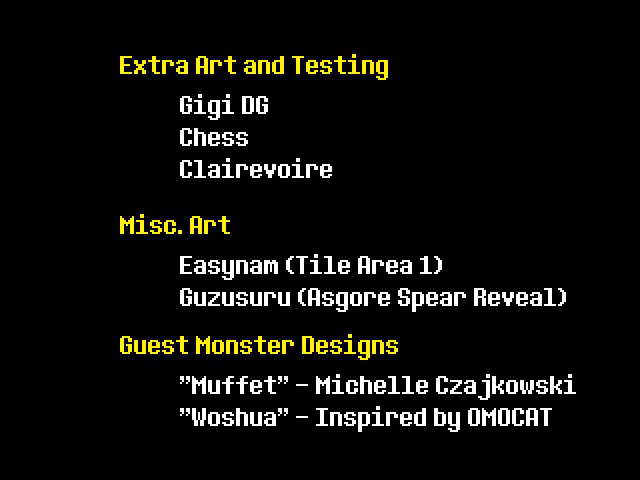 Extra Art and Testing
Gigi DG
Chess
Clairevoire
Misc. Art
Easynam (Tile Area 1)
Guzusuru (Asgore Spear Reveal)
Guest Monster Designs
"Muffet" - Michelle Czajkowski
"Woshua" - Inspired by OMOCAT